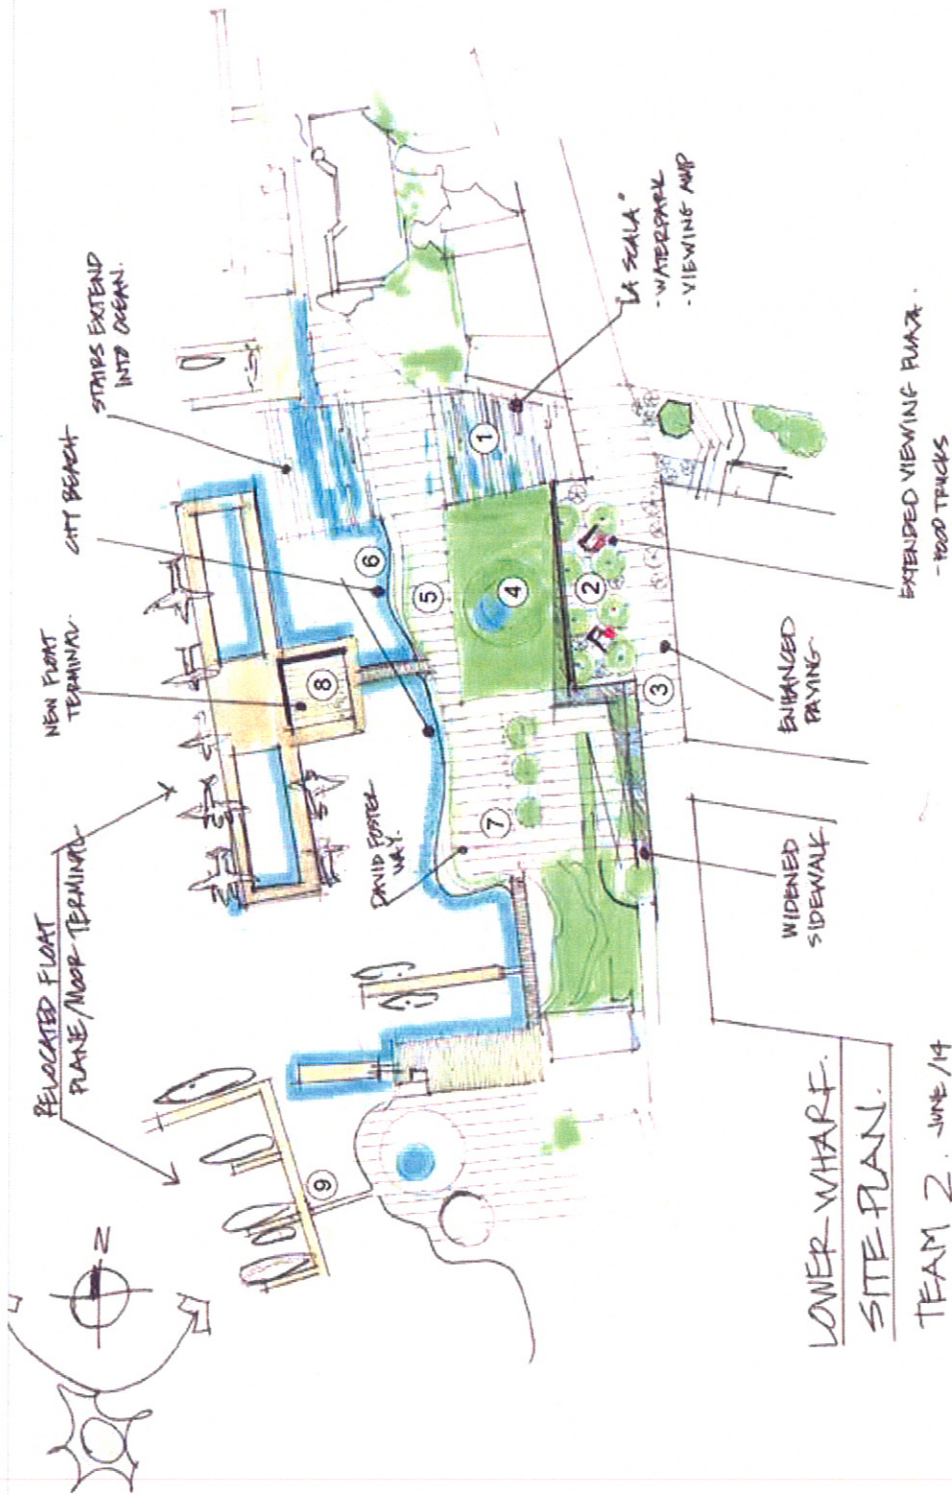 RELOCATED FLOAT
PLANE/MOOR TERMINAL
NEW FLOAT
TERMINAL.
CITY BEACH
STAIRS EXTEND
INTO OCEAN.
DAVID FOSTER
WAY.
"LA SCALA"
- WATERPARK
- VIEWING AMP
WIDENED
SIDEWALK
ENHANCED
PAVING
EXTENDED VIEWING PLAZA.
- FOOD TRUCKS
1
2
3
4
5
6
7
8
9
N
LOWER WHARF.
SITE PLAN.
TEAM 2. JUNE/14